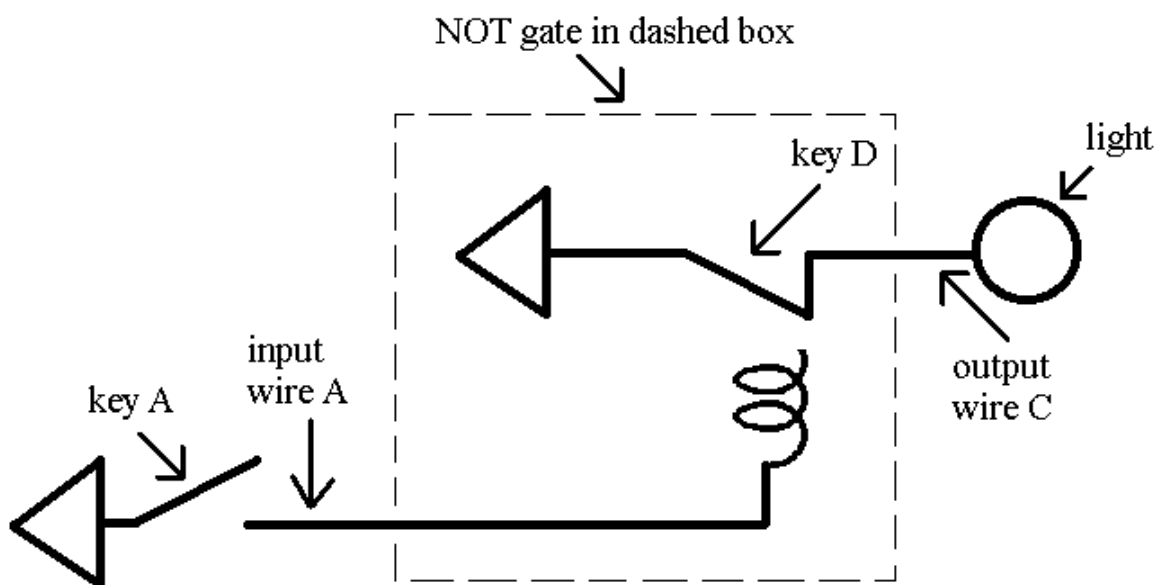 NOT gate in dashed box
key D
light
input
wire A
key A
output
wire C